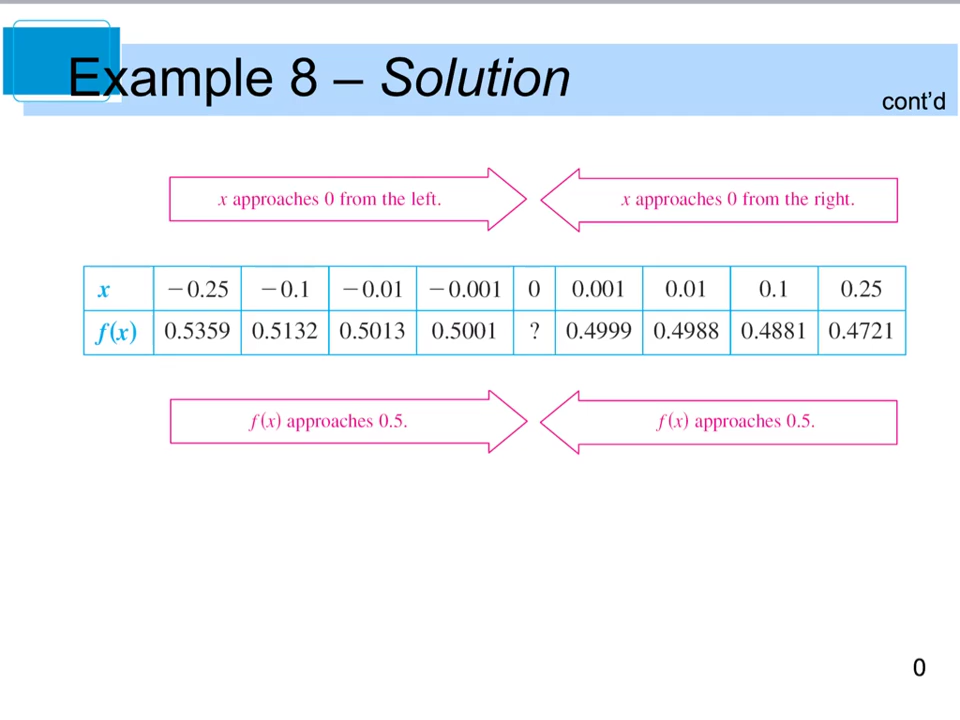 Example 8 – Solution
cont’d
x approaches 0 from the left. x approaches 0 from the right.
x −0.25 −0.1 −0.01 −0.001 0 0.001 0.01 0.1 0.25
f(x) 0.5359 0.5132 0.5013 0.5001 ? 0.4999 0.4988 0.4881 0.4721
f(x) approaches 0.5. f(x) approaches 0.5.
0